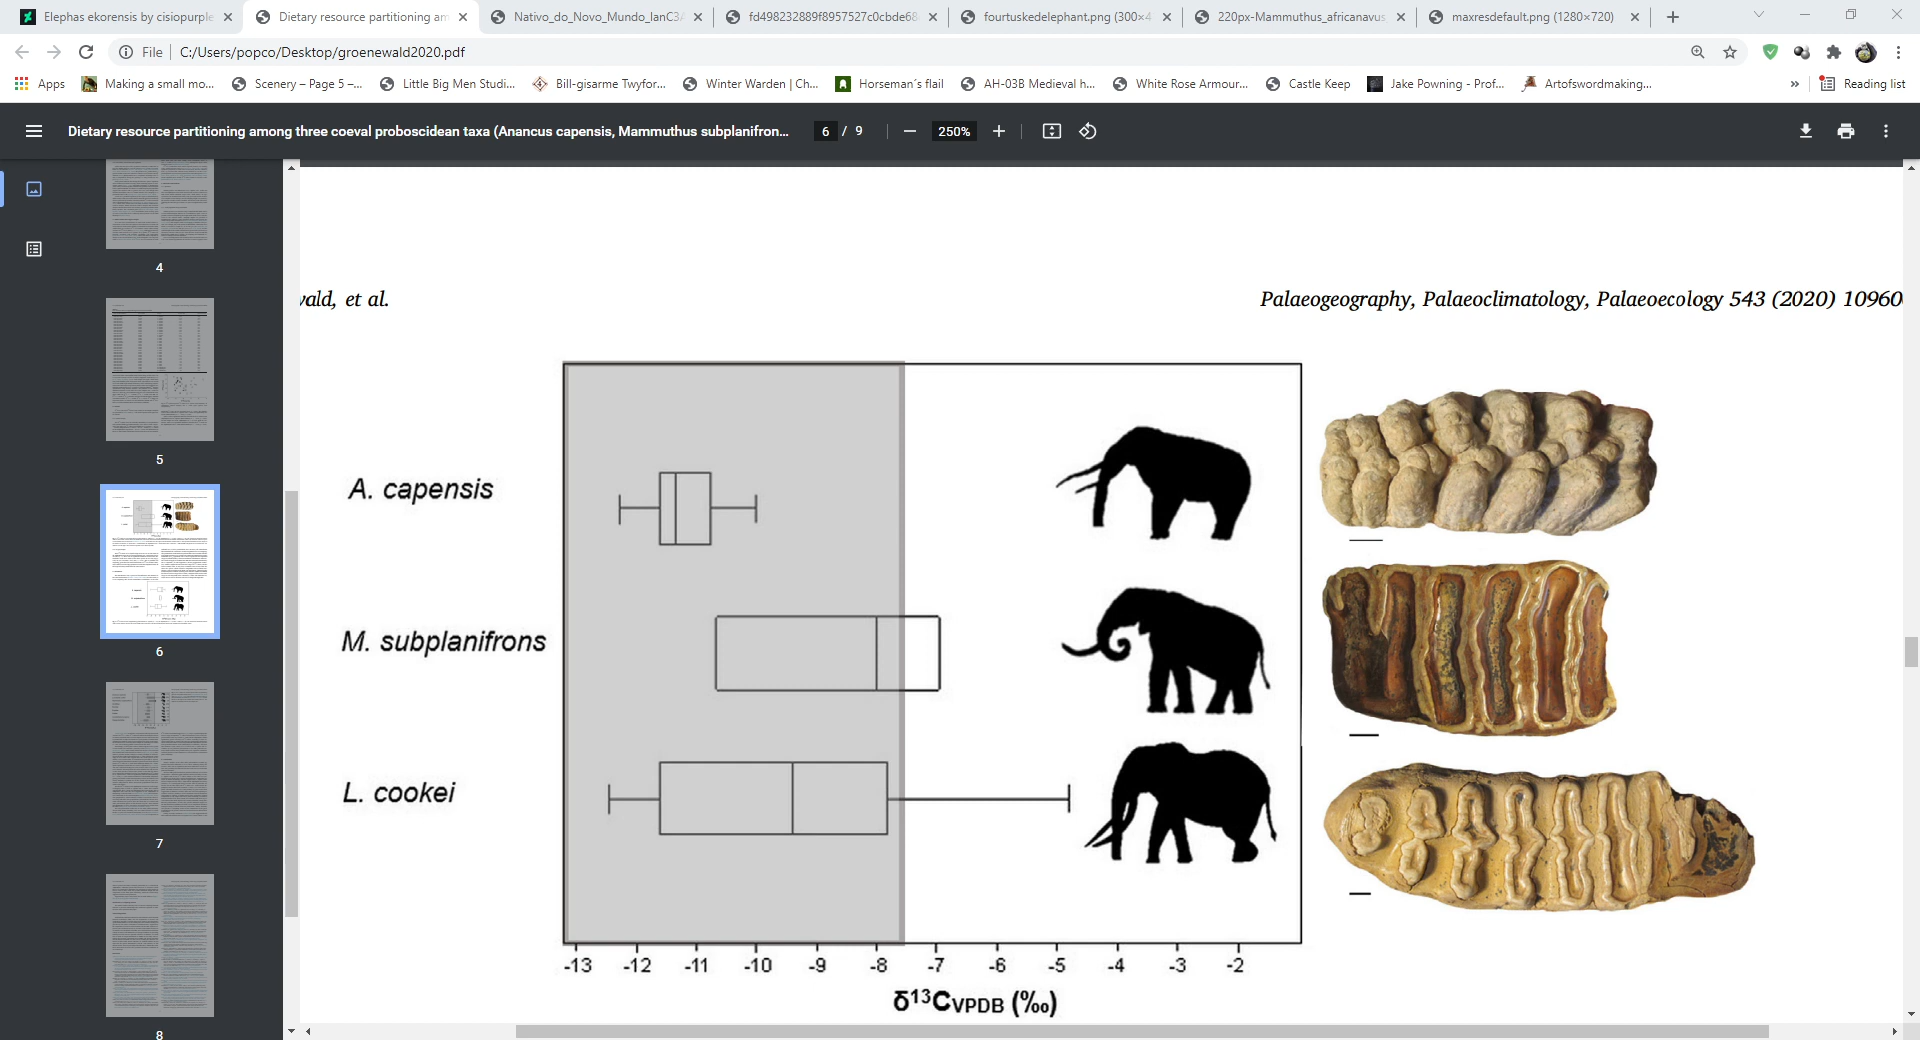 Elephas ekorensis by cisiopurple
Dietary resource partitioning am
Nativo_do_Novo_Mundo_IanC3A
fd498232889f8957527c0cbde68
fourtuskedelephant.png (300×4
220px-Mammuthus_africanavus
maxresdefault.png (1280×720)
File C:/Users/popco/Desktop/groenewald2020.pdf
Apps Making a small mo... Scenery – Page 5 –... Little Big Men Studi... Bill-gisarme Twyfor... Winter Warden | Ch... Horseman´s flail AH-03B Medieval h... White Rose Armour... Castle Keep Jake Powning - Prof... Artofswordmaking... » Reading list
Dietary resource partitioning among three coeval proboscidean taxa (Anancus capensis, Mammuthus subplanifron... 6 / 9 250%
4
5
6
7
8
vald, et al.
Palaeogeography, Palaeoclimatology, Palaeoecology 543 (2020) 10960
A. capensis
M. subplanifrons
L. cookei
-13 -12 -11 -10 -9 -8 -7 -6 -5 -4 -3 -2
δ¹³CVPDB (‰)